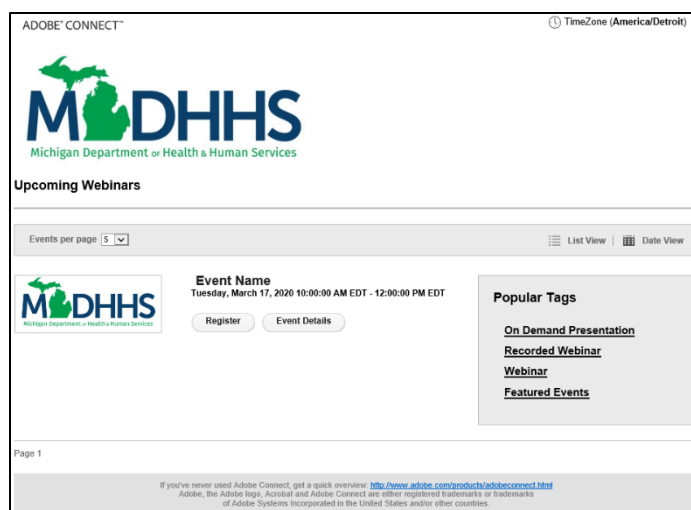 ADOBE® CONNECT™
TimeZone (America/Detroit)
MDHHS
Michigan Department of Health & Human Services
Upcoming Webinars
Events per page 5
List View | Date View
MDHHS
Michigan Department of Health & Human Services
Event Name
Tuesday, March 17, 2020 10:00:00 AM EDT - 12:00:00 PM EDT
Register Event Details
Popular Tags
On Demand Presentation
Recorded Webinar
Webinar
Featured Events
Page 1
If you've never used Adobe Connect, get a quick overview: http://www.adobe.com/products/adobeconnect.html
Adobe, the Adobe logo, Acrobat and Adobe Connect are either registered trademarks or trademarks
of Adobe Systems Incorporated in the United States and/or other countries.